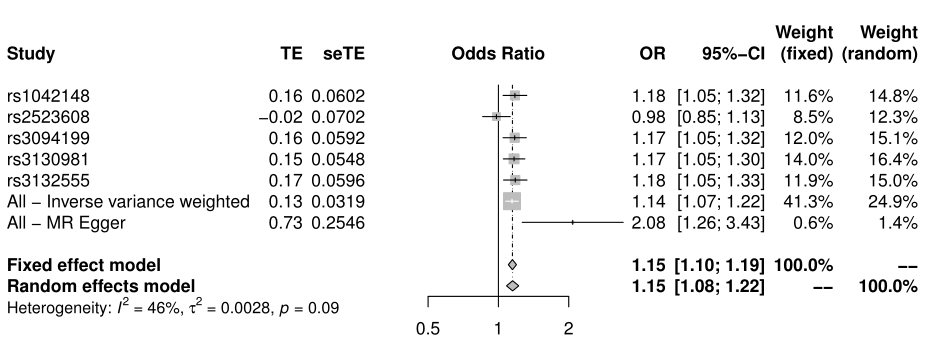 Weight Weight
Study TE seTE Odds Ratio OR 95%−CI (fixed) (random)
rs1042148 0.16 0.0602 1.18 [1.05; 1.32] 11.6% 14.8%
rs2523608 −0.02 0.0702 0.98 [0.85; 1.13] 8.5% 12.3%
rs3094199 0.16 0.0592 1.17 [1.05; 1.32] 12.0% 15.1%
rs3130981 0.15 0.0548 1.17 [1.05; 1.30] 14.0% 16.4%
rs3132555 0.17 0.0596 1.18 [1.05; 1.33] 11.9% 15.0%
All − Inverse variance weighted 0.13 0.0319 1.14 [1.07; 1.22] 41.3% 24.9%
All − MR Egger 0.73 0.2546 2.08 [1.26; 3.43] 0.6% 1.4%
Fixed effect model 1.15 [1.10; 1.19] 100.0% −−
Random effects model 1.15 [1.08; 1.22] −− 100.0%
Heterogeneity: I² = 46%, τ² = 0.0028, p = 0.09
0.5 1 2